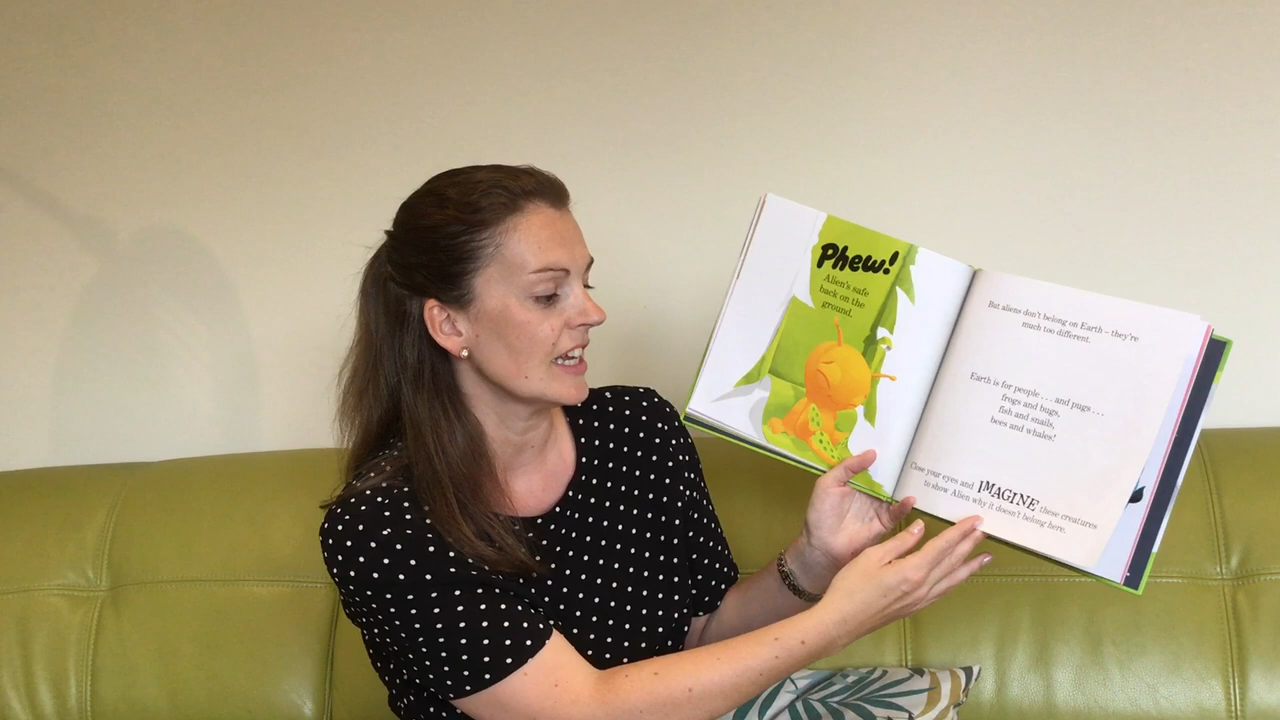 Phew!
Alien's safe
back on the
ground.
But aliens don't belong on Earth – they're
much too different.
Earth is for people . . . and pugs . . .
frogs and bugs,
fish and snails,
bees and whales!
Close your eyes and IMAGINE these creatures
to show Alien why it doesn't belong here.